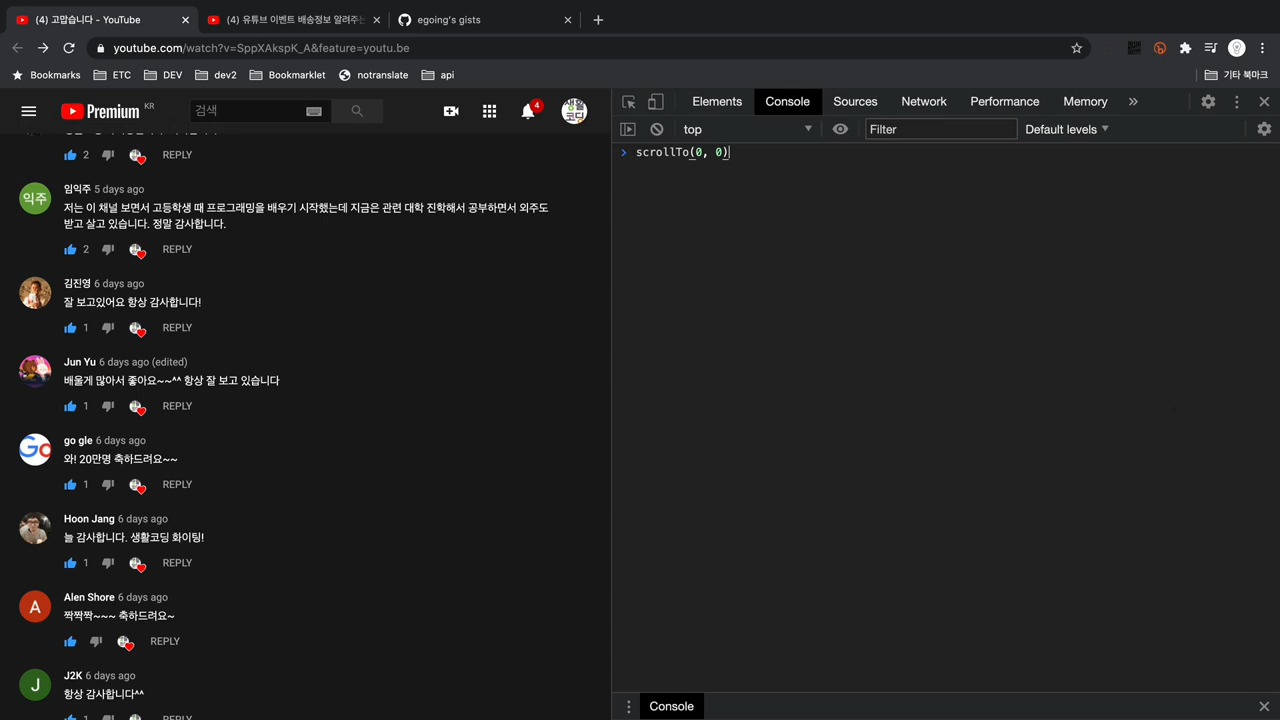 (4) 고맙습니다 - YouTube
(4) 유튜브 이벤트 배송정보 알려주는
egoing's gists
youtube.com/watch?v=SppXAkspK_A&feature=youtu.be
Bookmarks ETC DEV dev2 Bookmarklet notranslate api 기타 북마크
Premium KR
검색
4
생활
코딩
2 REPLY
익주
임익주 5 days ago
저는 이 채널 보면서 고등학생 때 프로그래밍을 배우기 시작했는데 지금은 관련 대학 진학해서 공부하면서 외주도
받고 살고 있습니다. 정말 감사합니다.
2 REPLY
김진영 6 days ago
잘 보고있어요 항상 감사합니다!
1 REPLY
Jun Yu 6 days ago (edited)
배울게 많아서 좋아요~~^^ 항상 잘 보고 있습니다
1 REPLY
Go
go gle 6 days ago
와! 20만명 축하드려요~~
1 REPLY
Hoon Jang 6 days ago
늘 감사합니다. 생활코딩 화이팅!
1 REPLY
A
Alen Shore 6 days ago
짝짝짝~~~ 축하드려요~
REPLY
J
J2K 6 days ago
항상 감사합니다^^
1 REPLY
Elements Console Sources Network Performance Memory »
top Filter Default levels
> scrollTo(0, 0)
Console